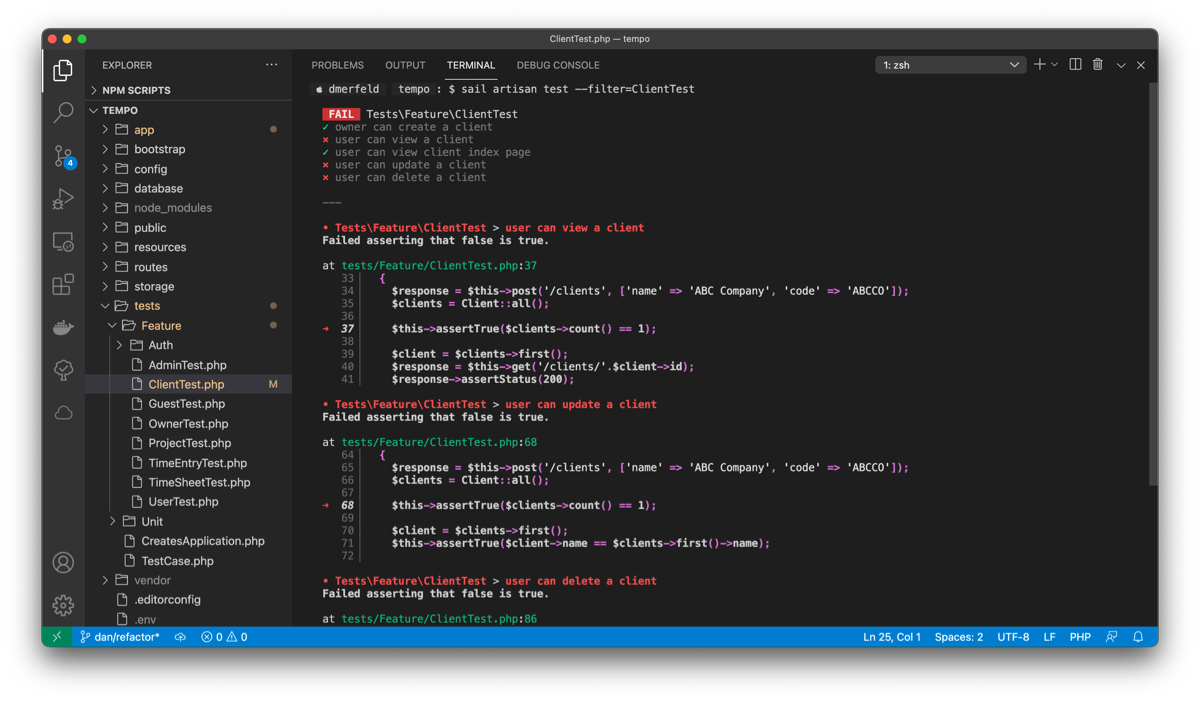 ClientTest.php — tempo
EXPLORER
NPM SCRIPTS
TEMPO
app
bootstrap
config
database
node_modules
public
resources
routes
storage
tests
Feature
Auth
AdminTest.php
ClientTest.php M
GuestTest.php
OwnerTest.php
ProjectTest.php
TimeEntryTest.php
TimeSheetTest.php
UserTest.php
Unit
CreatesApplication.php
TestCase.php
vendor
.editorconfig
.env
4
PROBLEMS OUTPUT TERMINAL DEBUG CONSOLE
1: zsh
dmerfeld tempo : $ sail artisan test --filter=ClientTest
FAIL Tests\Feature\ClientTest
✓ owner can create a client
⨯ user can view a client
✓ user can view client index page
⨯ user can update a client
⨯ user can delete a client
---
• Tests\Feature\ClientTest > user can view a client
Failed asserting that false is true.
at tests/Feature/ClientTest.php:37
33 {
34 $response = $this->post('/clients', ['name' => 'ABC Company', 'code' => 'ABCCO']);
35 $clients = Client::all();
36
➜ 37 $this->assertTrue($clients->count() == 1);
38
39 $client = $clients->first();
40 $response = $this->get('/clients/'.$client->id);
41 $response->assertStatus(200);
• Tests\Feature\ClientTest > user can update a client
Failed asserting that false is true.
at tests/Feature/ClientTest.php:68
64 {
65 $response = $this->post('/clients', ['name' => 'ABC Company', 'code' => 'ABCCO']);
66 $clients = Client::all();
67
➜ 68 $this->assertTrue($clients->count() == 1);
69
70 $client = $clients->first();
71 $this->assertTrue($client->name == $clients->first()->name);
72
• Tests\Feature\ClientTest > user can delete a client
Failed asserting that false is true.
at tests/Feature/ClientTest.php:86
dan/refactor* 0 0 Ln 25, Col 1 Spaces: 2 UTF-8 LF PHP